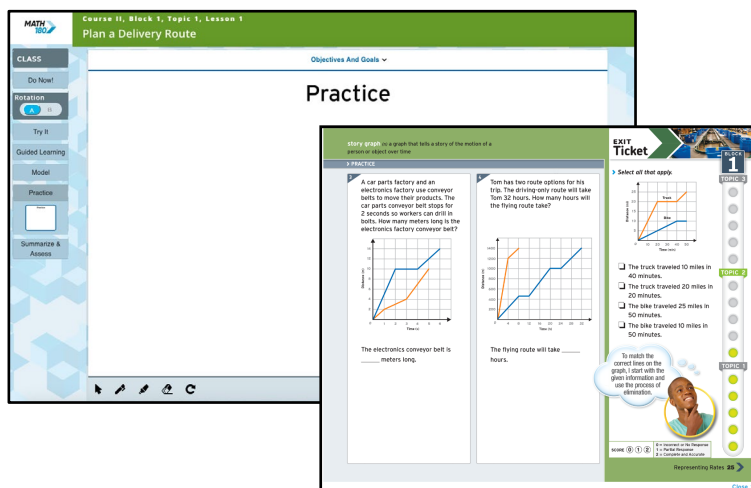 MATH
180
Course II, Block 1, Topic 1, Lesson 1
Plan a Delivery Route
CLASS
Do Now!
Rotation
A B
Try It
Guided Learning
Model
Practice
Summarize &
Assess
Objectives And Goals
Practice
story graph (n) a graph that tells a story of the motion of a
person or object over time
> PRACTICE
A car parts factory and an
electronics factory use conveyor
belts to move their products. The
car parts conveyor belt stops for
2 seconds so workers can drill in
bolts. How many meters long is the
electronics factory conveyor belt?
Distance (m)
Time (s)
The electronics conveyor belt is
_____ meters long.
Tom has two route options for his
trip. The driving-only route will take
Tom 32 hours. How many hours will
the flying route take?
The flying route will take _____
hours.
EXIT
Ticket
> Select all that apply.
Truck
Bike
Time (min)
The truck traveled 10 miles in
40 minutes.
The truck traveled 20 miles in
20 minutes.
The bike traveled 25 miles in
50 minutes.
The bike traveled 10 miles in
50 minutes.
To match the
correct lines on the
graph, I start with the
given information and
use the process of
elimination.
SCORE 0 1 2
0 = Incorrect or No Response
1 = Partial Response
2 = Complete and Accurate
BLOCK
1
TOPIC 3
TOPIC 2
TOPIC 1
Representing Rates 25
Close